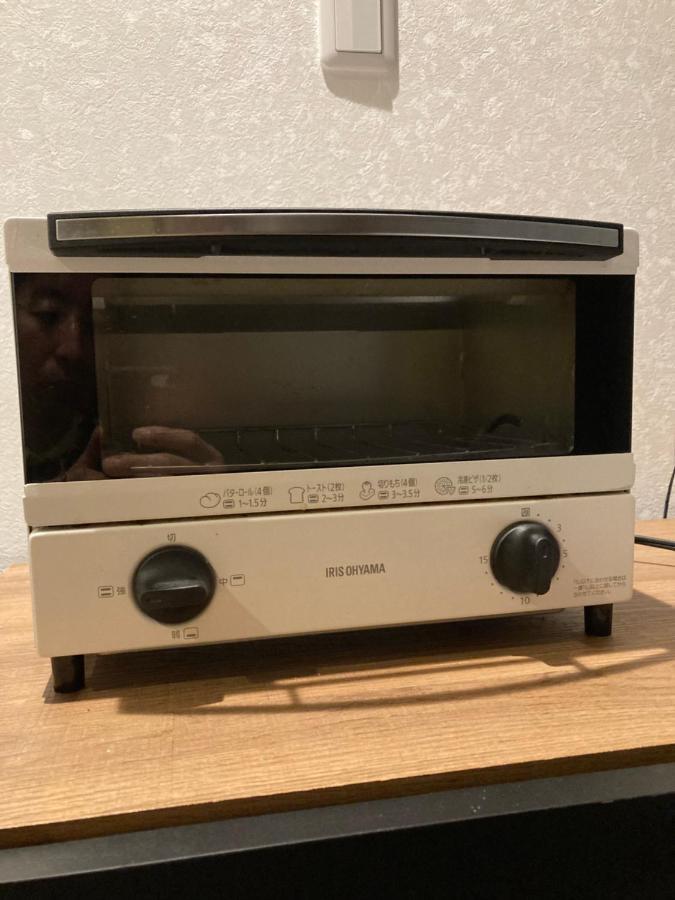 バターロール(4個)
1~1.5分
トースト(2枚)
2~3分
切りもち(4個)
3~3.5分
冷凍ピザ(1/2枚)
5~6分
切
強
中
弱
IRIS OHYAMA
3
5
10
15